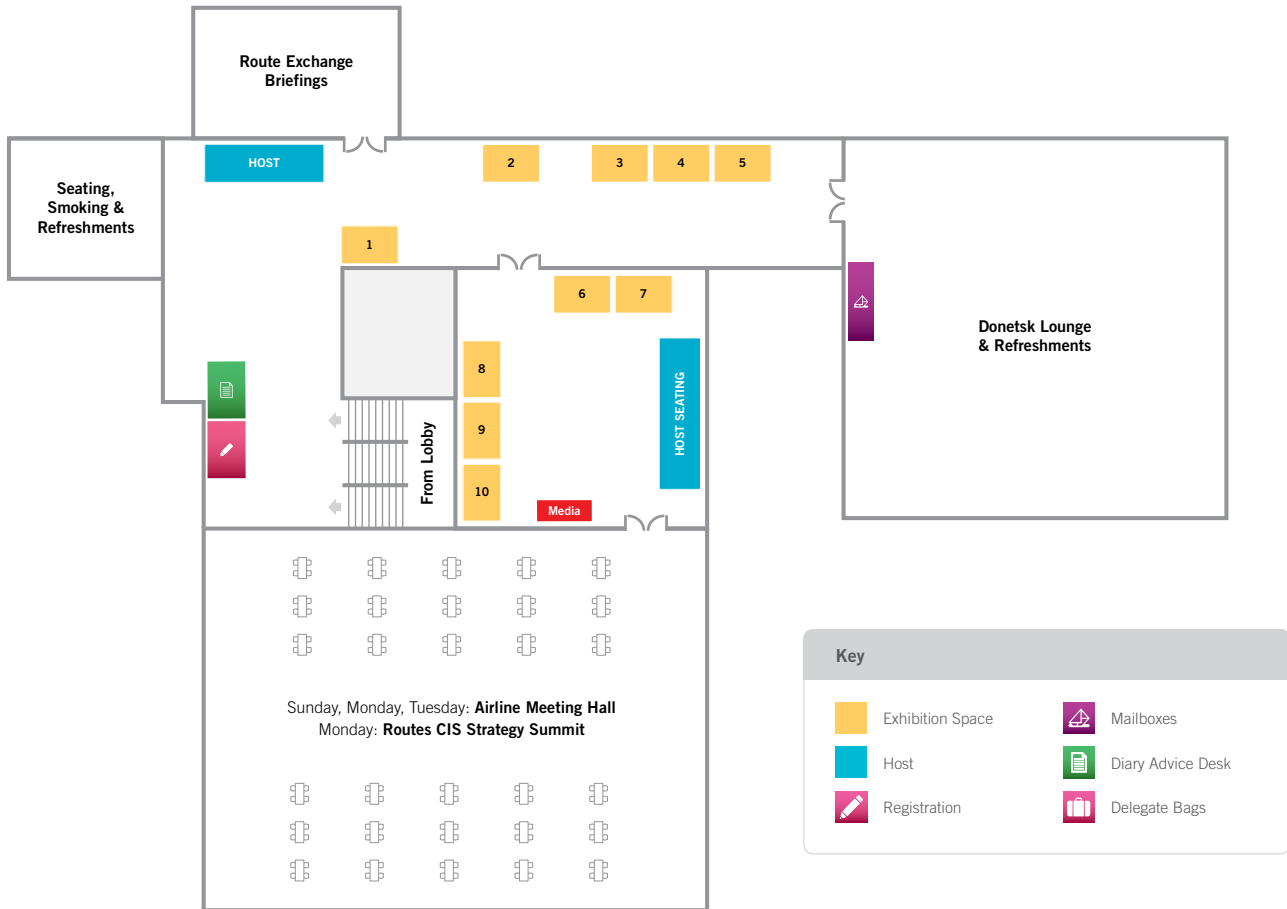 Route Exchange
Briefings
HOST
2
3
4
5
Seating,
Smoking &
Refreshments
1
6
7
Donetsk Lounge
& Refreshments
8
9
10
HOST SEATING
From Lobby
Media
Sunday, Monday, Tuesday: Airline Meeting Hall
Monday: Routes CIS Strategy Summit
Key
Exhibition Space
Mailboxes
Host
Diary Advice Desk
Registration
Delegate Bags